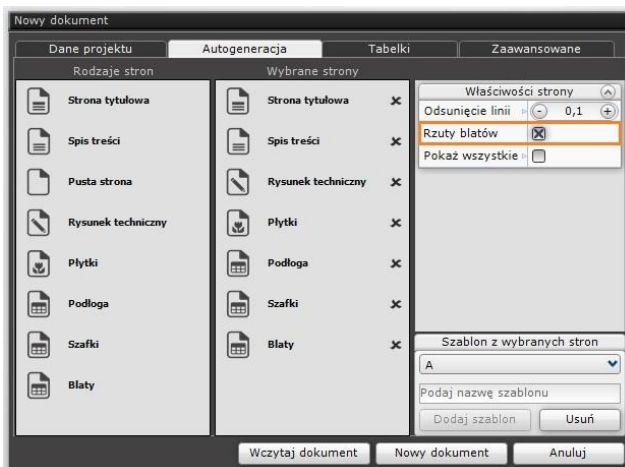 Nowy dokument
Dane projektu
Autogeneracja
Tabelki
Zaawansowane
Rodzaje stron
Strona tytułowa
Spis treści
Pusta strona
Rysunek techniczny
Płytki
Podłoga
Szafki
Blaty
Wybrane strony
Strona tytułowa
Spis treści
Rysunek techniczny
Płytki
Podłoga
Szafki
Blaty
Właściwości strony
Odsunięcie linii 0,1
Rzuty blatów
Pokaż wszystkie
Szablon z wybranych stron
A
Podaj nazwę szablonu
Dodaj szablon
Usuń
Wczytaj dokument
Nowy dokument
Anuluj